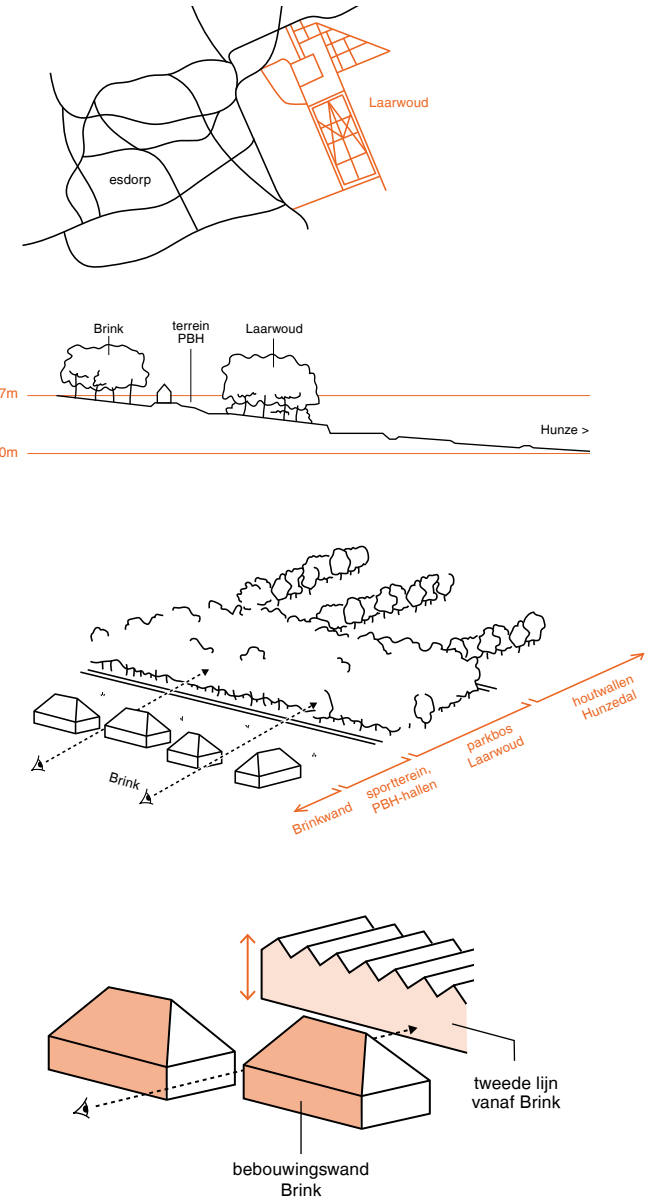 Laarwoud
esdorp
Brink
terrein
PBH
Laarwoud
7m
Hunze >
0m
Brink
Brinkwand
sportterein,
PBH-hallen
parkbos
Laarwoud
houtwallen
Hunzedal
tweede lijn
vanaf Brink
bebouwingswand
Brink